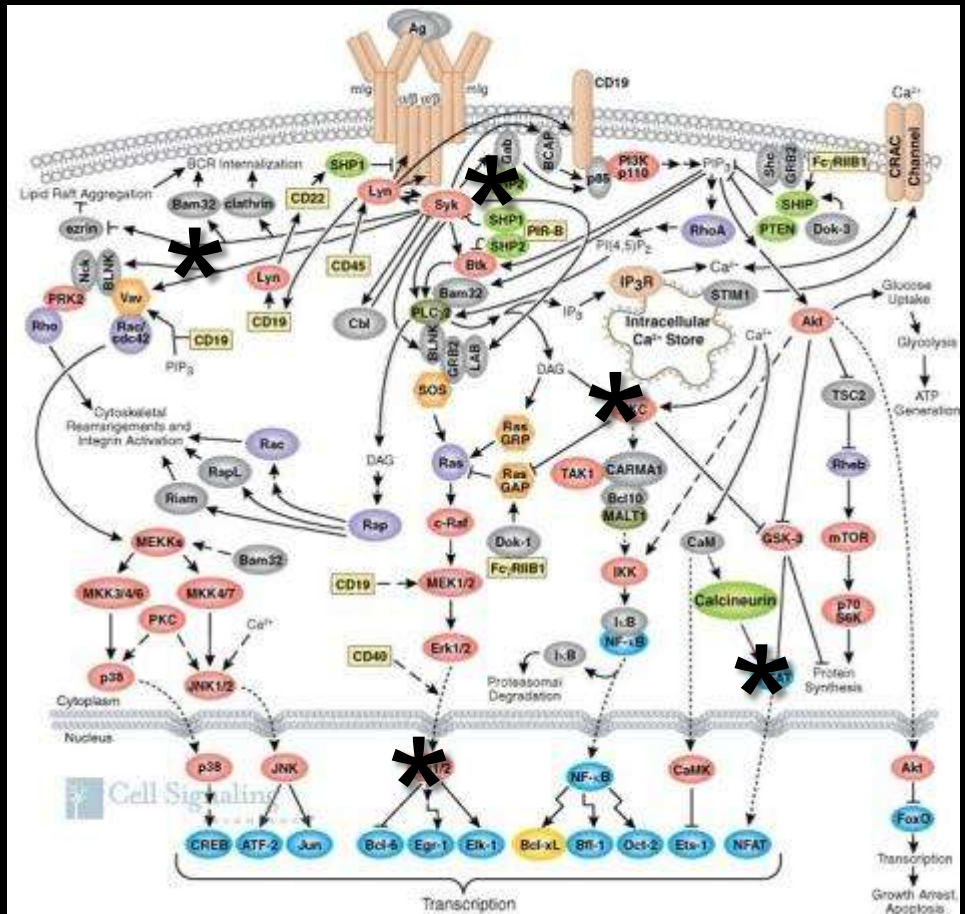 Ag
mIg
α/β α/β
mIg
CD19
Ca²⁺
CRAC
Channel
BCR Internalization
SHP1
Lyn
Gab
BCAP
p85
PI3K
p110
PIP₃
Shc
GRB2
FcγRIIB1
Lipid Raft Aggregation
Bam32
clathrin
CD22
Syk
SHP1
PIR-B
SHIP
ezrin
RhoA
PTEN
Dok-3
CD45
SHP2
PI(4,5)P₂
Nck
BLNK
Lyn
Btk
Bam32
IP₃R
Ca²⁺
STIM1
Glucose
Uptake
PRK2
Vav
CD19
Cbl
PLC-γ2
IP₃
Intracellular
Ca²⁺ Store
Ca²⁺
Akt
Glycolysis
Rho
Rac/
cdc42
CD19
BLNK
GRB2
LAB
PIP₃
DAG
TSC2
ATP
Generation
SOS
Cytoskeletal
Rearrangements and
Integrin Activation
Rac
RapL
Riam
DAG
Ras
Ras
GRP
Ras
GAP
TAK1
CARMA1
Bcl10
MALT1
Rheb
Rap
c-Raf
Dok-1
FcγRIIB1
CaM
GSK-3
mTOR
MEKKs
Bam32
CD19
MEK1/2
IKK
MKK3/4/6
MKK4/7
Calcineurin
p70
S6K
PKC
Ca²⁺
CD40
Erk1/2
IκB
NF-κB
p38
JNK1/2
IκB
Proteasomal
Degradation
Protein
Synthesis
Cytoplasm
Nucleus
p38
JNK
NF-κB
CaMK
Akt
Cell Signaling
FoxO
CREB
ATF-2
Jun
Bcl-6
Egr-1
Elk-1
Bcl-xL
Bfl-1
Oct-2
Ets-1
NFAT
Transcription
Transcription
Growth Arrest,
Apoptosis